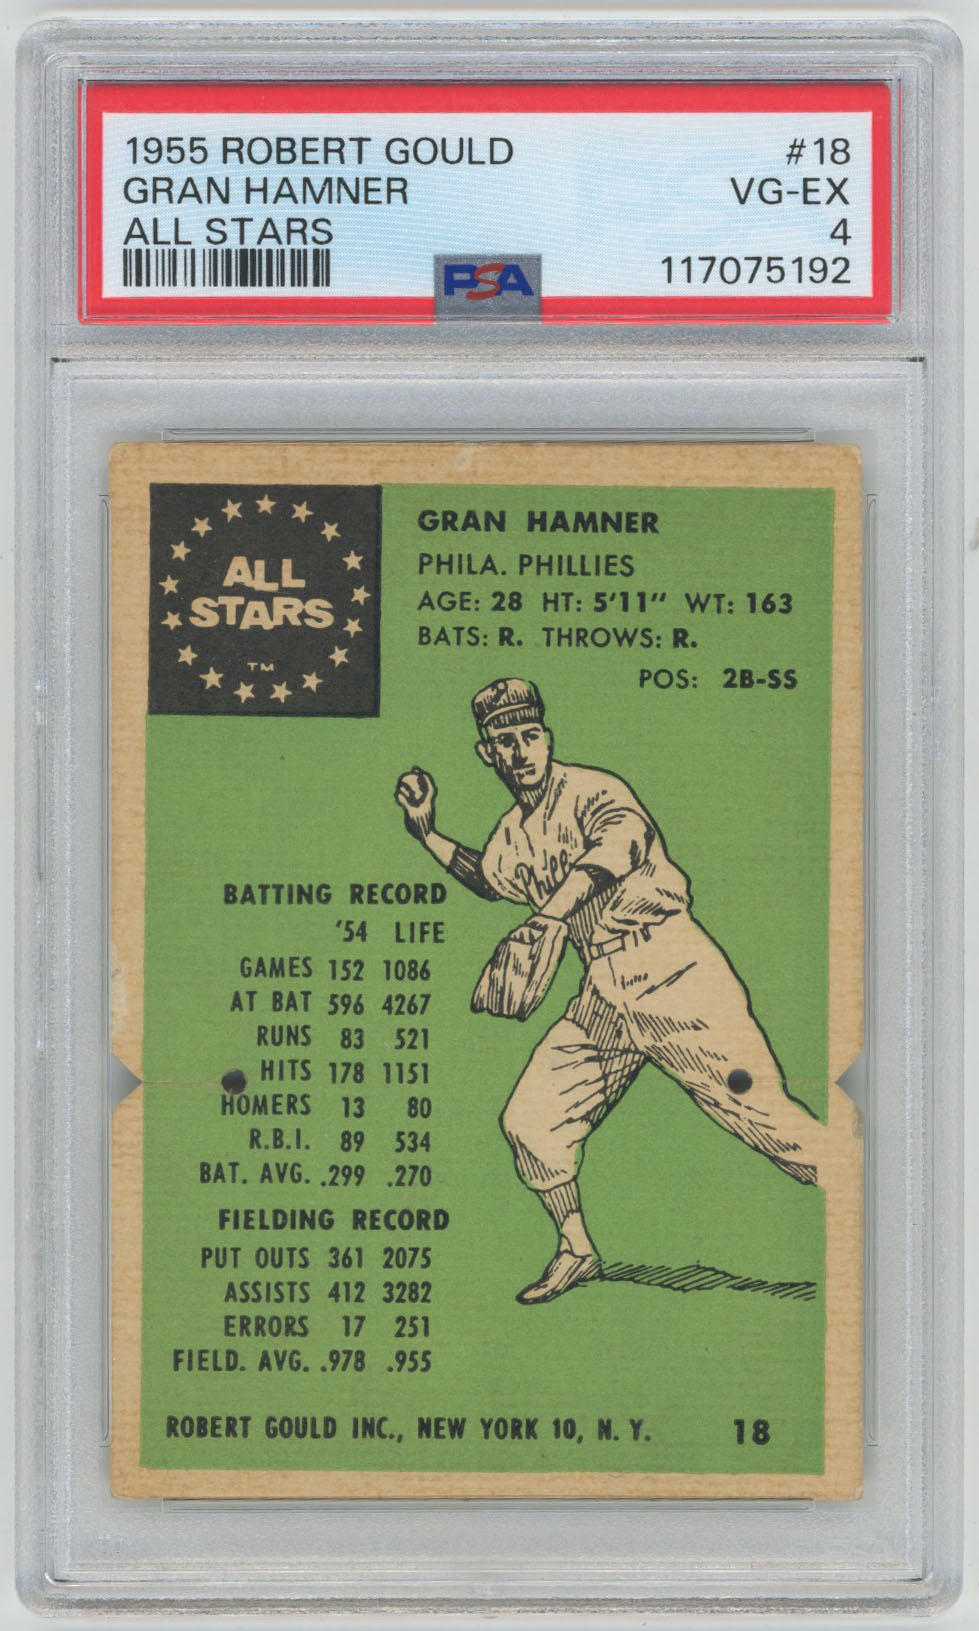 1955 ROBERT GOULD #18
GRAN HAMNER VG-EX
ALL STARS 4
117075192
PSA
ALL
STARS
TM
GRAN HAMNER
PHILA. PHILLIES
AGE: 28 HT: 5'11" WT: 163
BATS: R. THROWS: R.
POS: 2B-SS
P
Phill
BATTING RECORD
'54 LIFE
GAMES 152 1086
AT BAT 596 4267
RUNS 83 521
HITS 178 1151
HOMERS 13 80
R.B.I. 89 534
BAT. AVG. .299 .270
FIELDING RECORD
PUT OUTS 361 2075
ASSISTS 412 3282
ERRORS 17 251
FIELD. AVG. .978 .955
ROBERT GOULD INC., NEW YORK 10, N. Y. 18